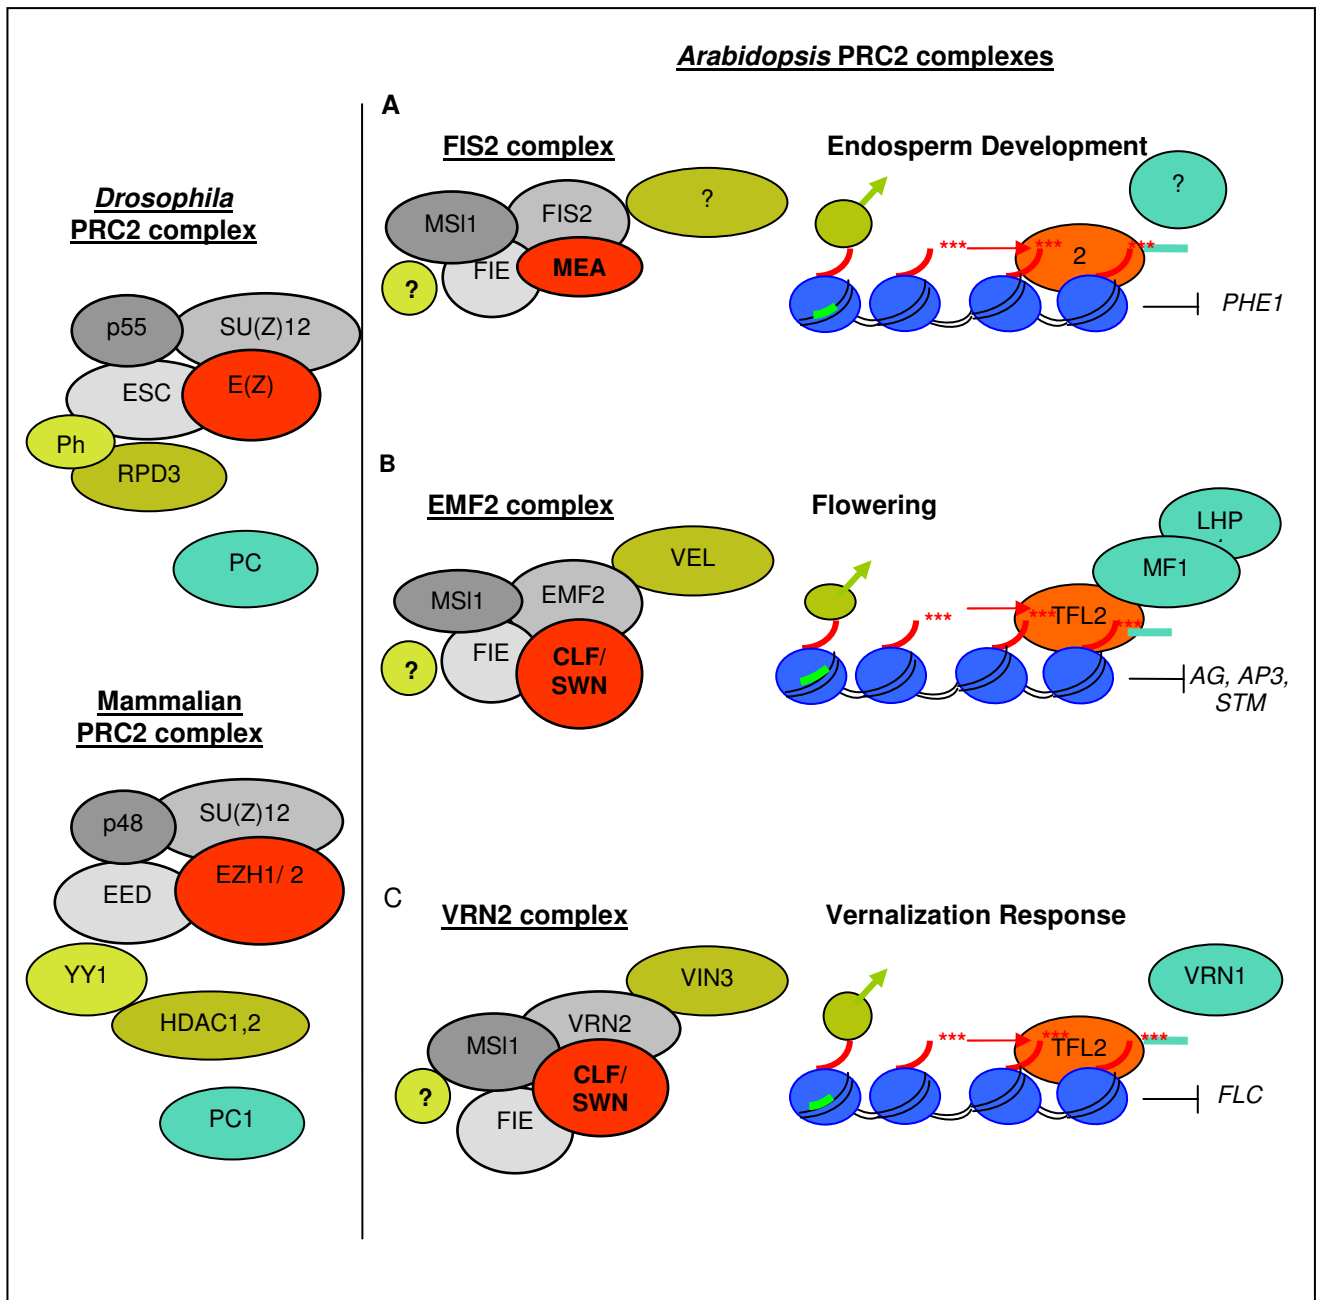 Arabidopsis PRC2 complexes
Drosophila
PRC2 complex
p55
SU(Z)12
ESC
E(Z)
Ph
RPD3
PC
Mammalian
PRC2 complex
p48
SU(Z)12
EED
EZH1/ 2
YY1
HDAC1,2
PC1
A
FIS2 complex
Endosperm Development
MSI1
FIS2
?
FIE
MEA
?
?
***
***
***
2
PHE1
B
EMF2 complex
Flowering
MSI1
EMF2
VEL
FIE
CLF/
SWN
?
LHP
MF1
***
***
***
TFL2
AG, AP3,
STM
C
VRN2 complex
Vernalization Response
MSI1
VRN2
VIN3
FIE
CLF/
SWN
?
VRN1
***
***
***
TFL2
FLC